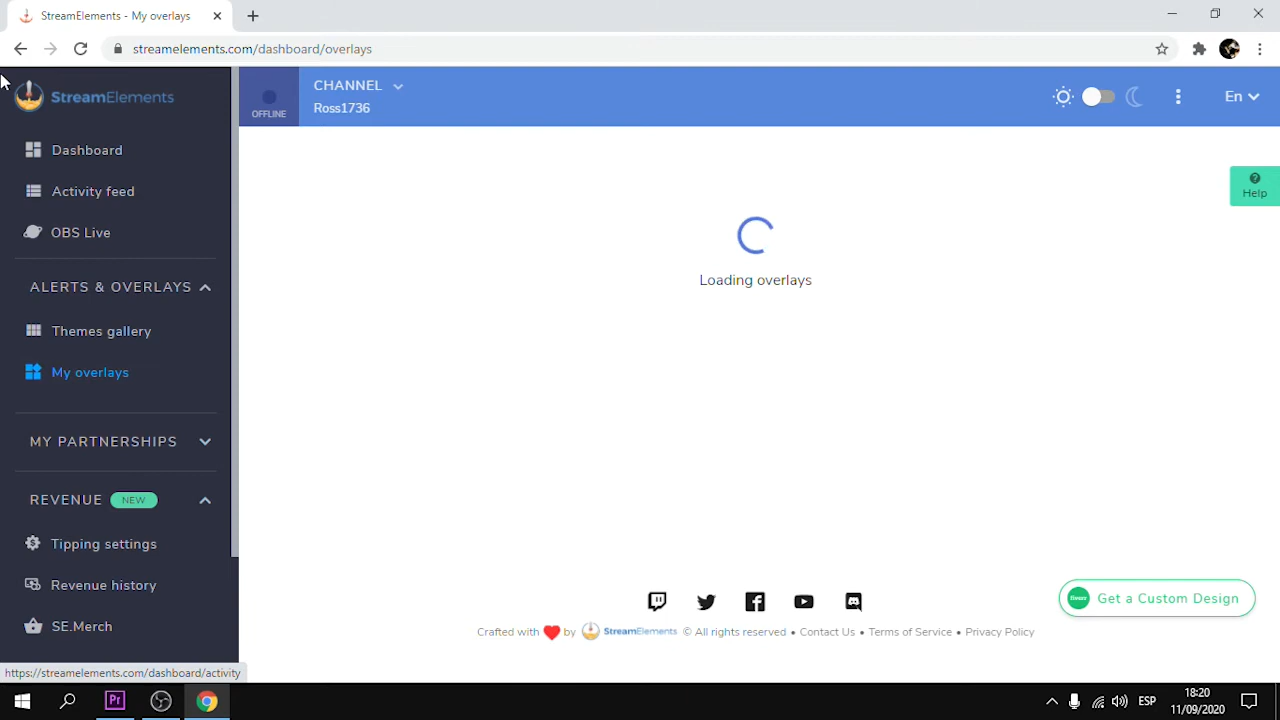 StreamElements - My overlays
streamelements.com/dashboard/overlays
StreamElements
OFFLINE
CHANNEL
Ross1736
En
Dashboard
Activity feed
OBS Live
ALERTS & OVERLAYS
Themes gallery
My overlays
MY PARTNERSHIPS
REVENUE NEW
Tipping settings
Revenue history
SE.Merch
Help
Loading overlays
fiverr Get a Custom Design
Crafted with ❤ by StreamElements © All rights reserved • Contact Us • Terms of Service • Privacy Policy
https://streamelements.com/dashboard/activity
Pr
ESP
18:20
11/09/2020